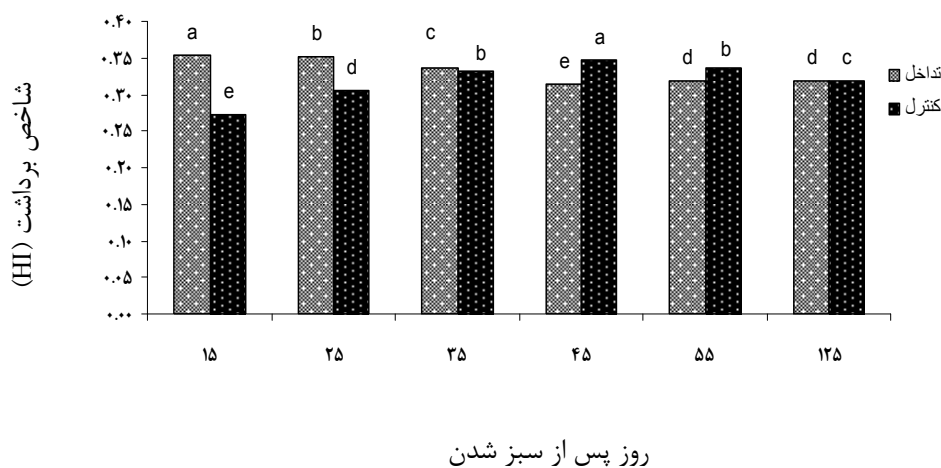 شاخص برداشت (HI)
۰.۴۰
۰.۳۵
۰.۳۰
۰.۲۵
۰.۲۰
۰.۱۵
۰.۱۰
۰.۰۵
۰.۰۰
a e b d c b e a d b d c
تداخل
کنترل
۱۵ ۲۵ ۳۵ ۴۵ ۵۵ ۱۲۵
روز پس از سبز شدن